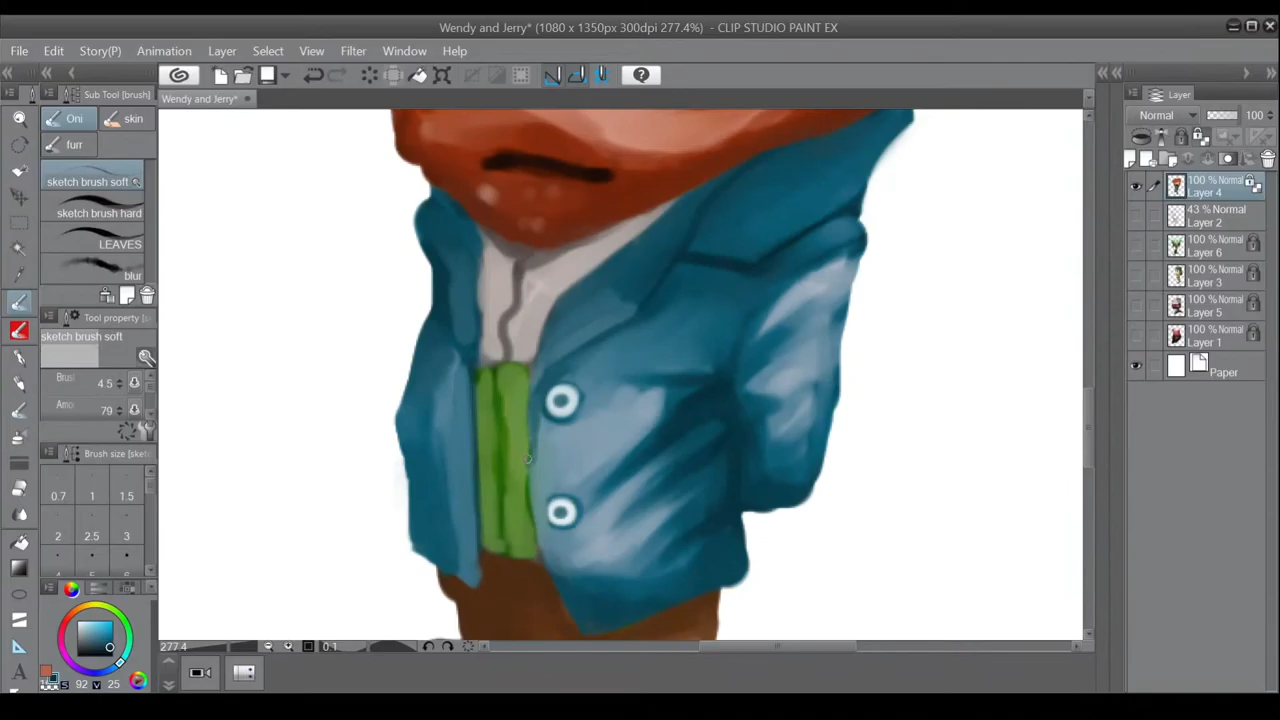 Wendy and Jerry* (1080 x 1350px 300dpi 277.4%) - CLIP STUDIO PAINT EX
File Edit Story(P) Animation Layer Select View Filter Window Help
Wendy and Jerry*
Sub Tool [brush]
Oni skin
furr
sketch brush soft
sketch brush hard
LEAVES
blur
Tool property
sketch brush soft
4.5
79
0.7 1 1.5
2 2.5 3
S 92 V 25
277.4 0.1
Layer
Normal 100
100 % Normal
Layer 4
43 % Normal
Layer 2
100 % Normal
Layer 6
100 % Normal
Layer 3
100 % Normal
Layer 5
100 % Normal
Layer 1
Paper